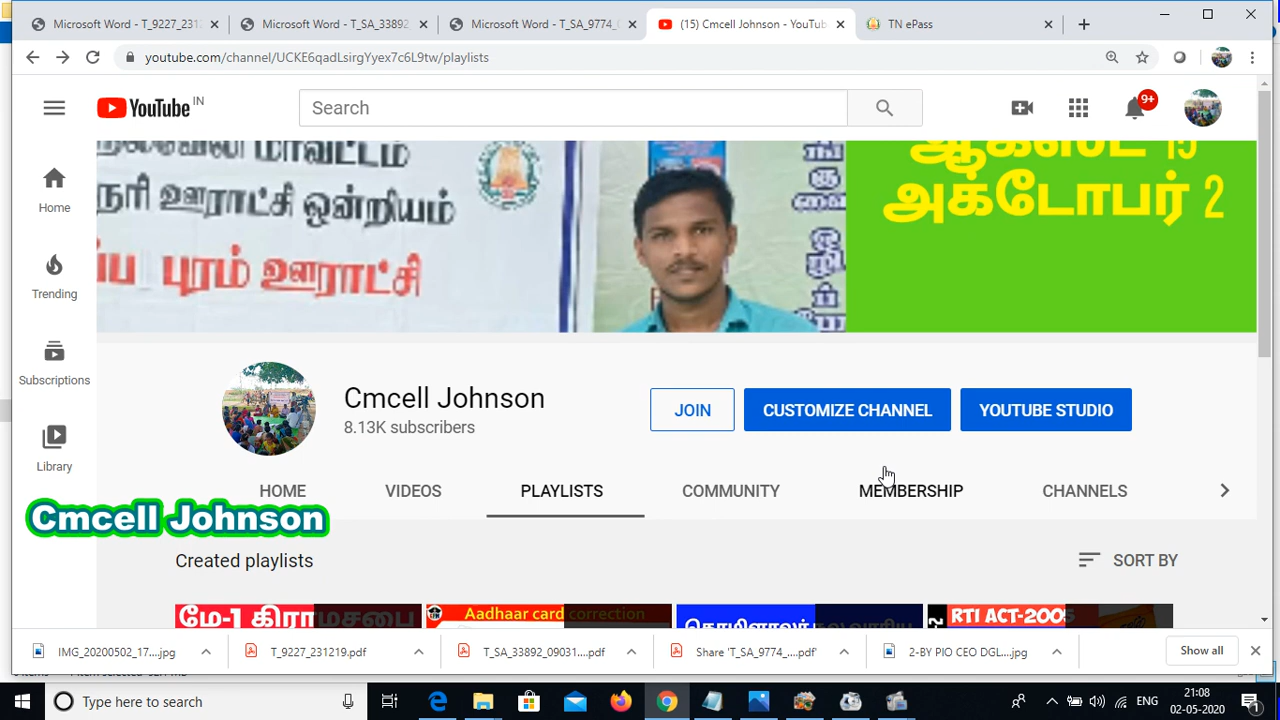 Microsoft Word - T_9227_231
Microsoft Word - T_SA_33892
Microsoft Word - T_SA_9774_
(15) Cmcell Johnson - YouTub
TN ePass
youtube.com/channel/UCKE6qadLsirgYyex7c6L9tw/playlists
YouTube IN
Search
9+
மாவட்டம்
ஊராட்சி ஒன்றியம்
புரம் ஊராட்சி
ஆகஸ்ட் 15
அக்டோபர் 2
Home
Trending
Subscriptions
Library
Cmcell Johnson
8.13K subscribers
JOIN
CUSTOMIZE CHANNEL
YOUTUBE STUDIO
HOME
VIDEOS
PLAYLISTS
COMMUNITY
MEMBERSHIP
CHANNELS
Cmcell Johnson
Created playlists
SORT BY
மே-1 கிராமசபை
Aadhaar card correction
RTI ACT-2005
IMG_20200502_17....jpg
T_9227_231219.pdf
T_SA_33892_09031....pdf
Share 'T_SA_9774_....pdf'
2-BY PIO CEO DGL....jpg
Show all
Type here to search
ENG
21:08
02-05-2020
1